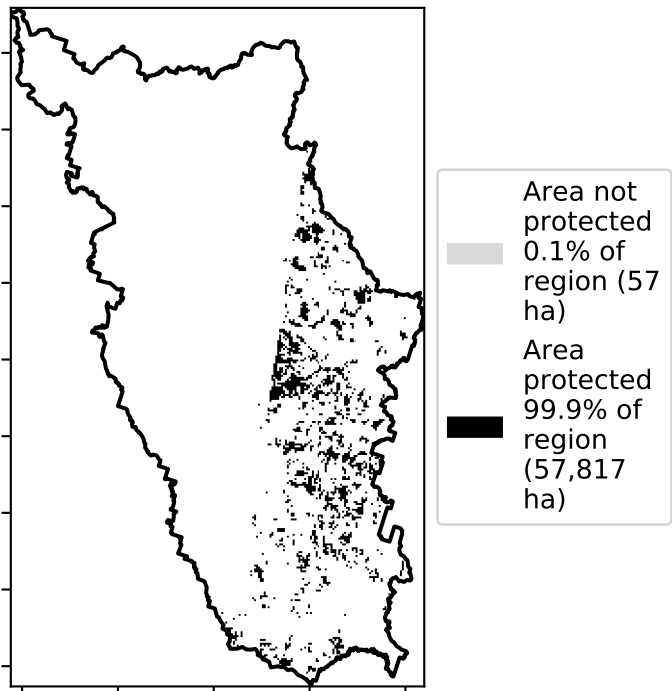 Area not
protected
0.1% of
region (57
ha)
Area
protected
99.9% of
region
(57,817
ha)